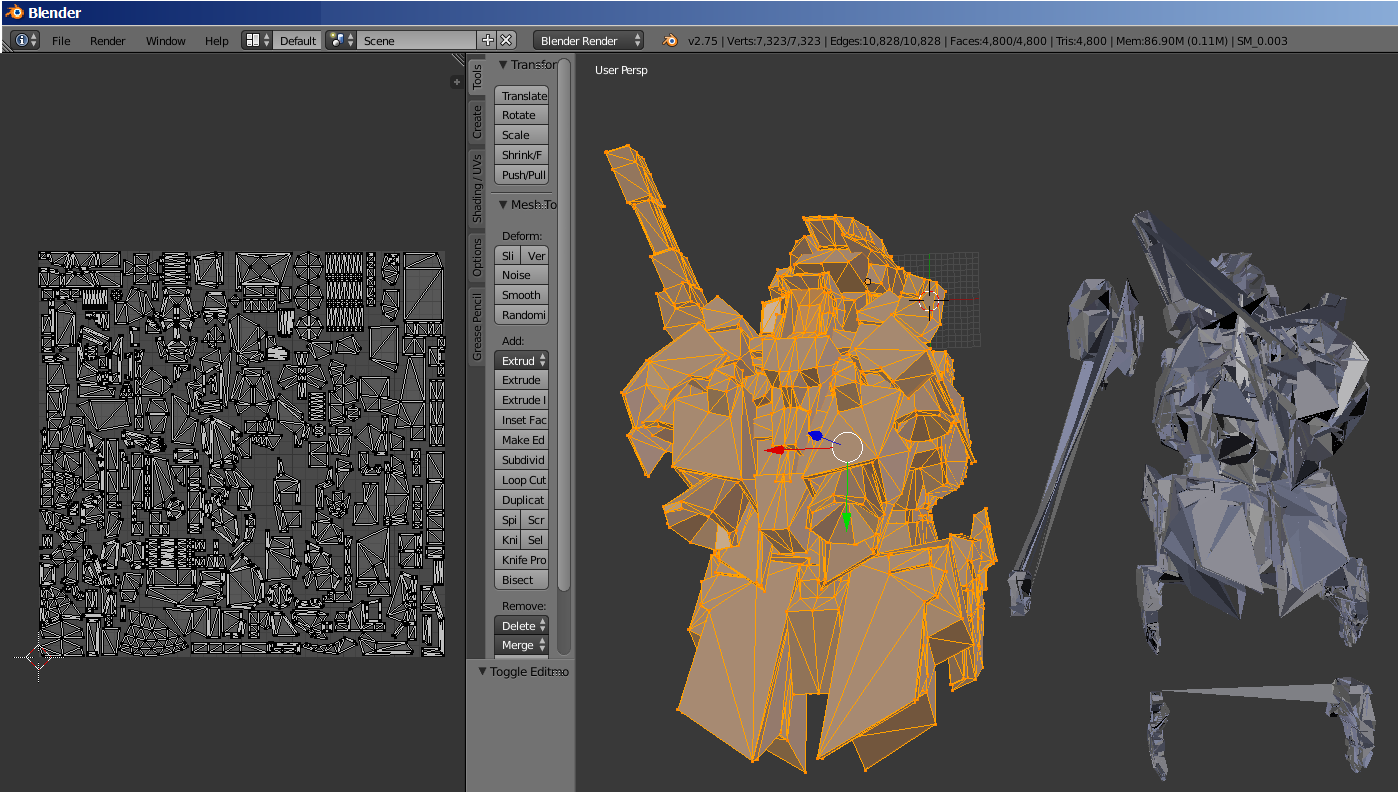 Blender
File Render Window Help Default Scene Blender Render v2.75 | Verts:7,323/7,323 | Edges:10,828/10,828 | Faces:4,800/4,800 | Tris:4,800 | Mem:86.90M (0.11M) | SM_0.003
Tools
Create
Shading / UVs
Options
Grease Pencil
Transfor
Translate
Rotate
Scale
Shrink/F
Push/Pull
Mesh To
Deform:
Sli Ver
Noise
Smooth
Randomi
Add:
Extrud
Extrude
Extrude I
Inset Fac
Make Ed
Subdivid
Loop Cut
Duplicat
Spi Scr
Kni Sel
Knife Pro
Bisect
Remove:
Delete
Merge
Toggle Editmo
User Persp